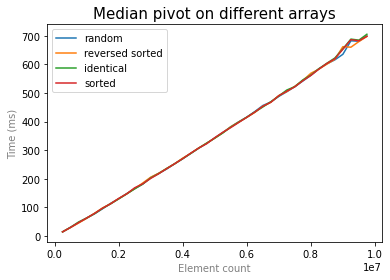 Median pivot on different arrays
random
reversed sorted
identical
sorted
Time (ms)
700
600
500
400
300
200
100
0
0.0 0.2 0.4 0.6 0.8 1.0
1e7
Element count